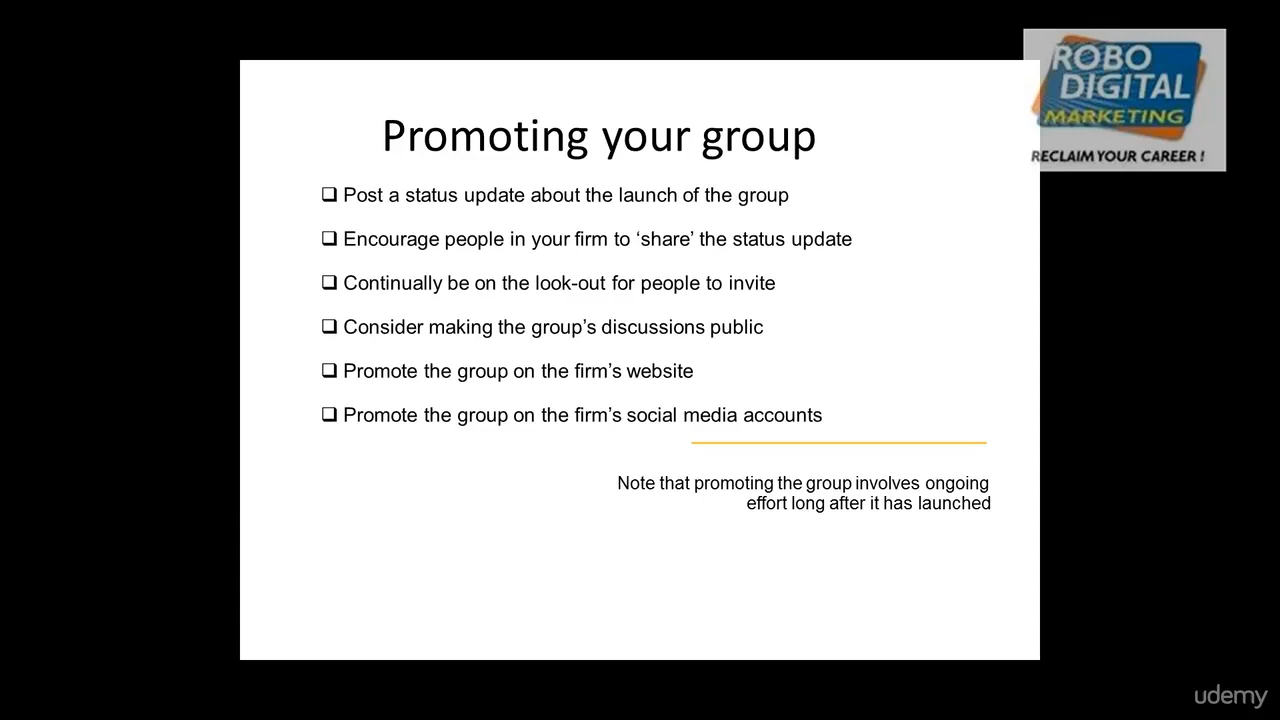 ROBO
DIGITAL
MARKETING
RECLAIM YOUR CAREER !
Promoting your group
❑ Post a status update about the launch of the group
❑ Encourage people in your firm to ‘share’ the status update
❑ Continually be on the look-out for people to invite
❑ Consider making the group’s discussions public
❑ Promote the group on the firm’s website
❑ Promote the group on the firm’s social media accounts
Note that promoting the group involves ongoing
effort long after it has launched
udemy